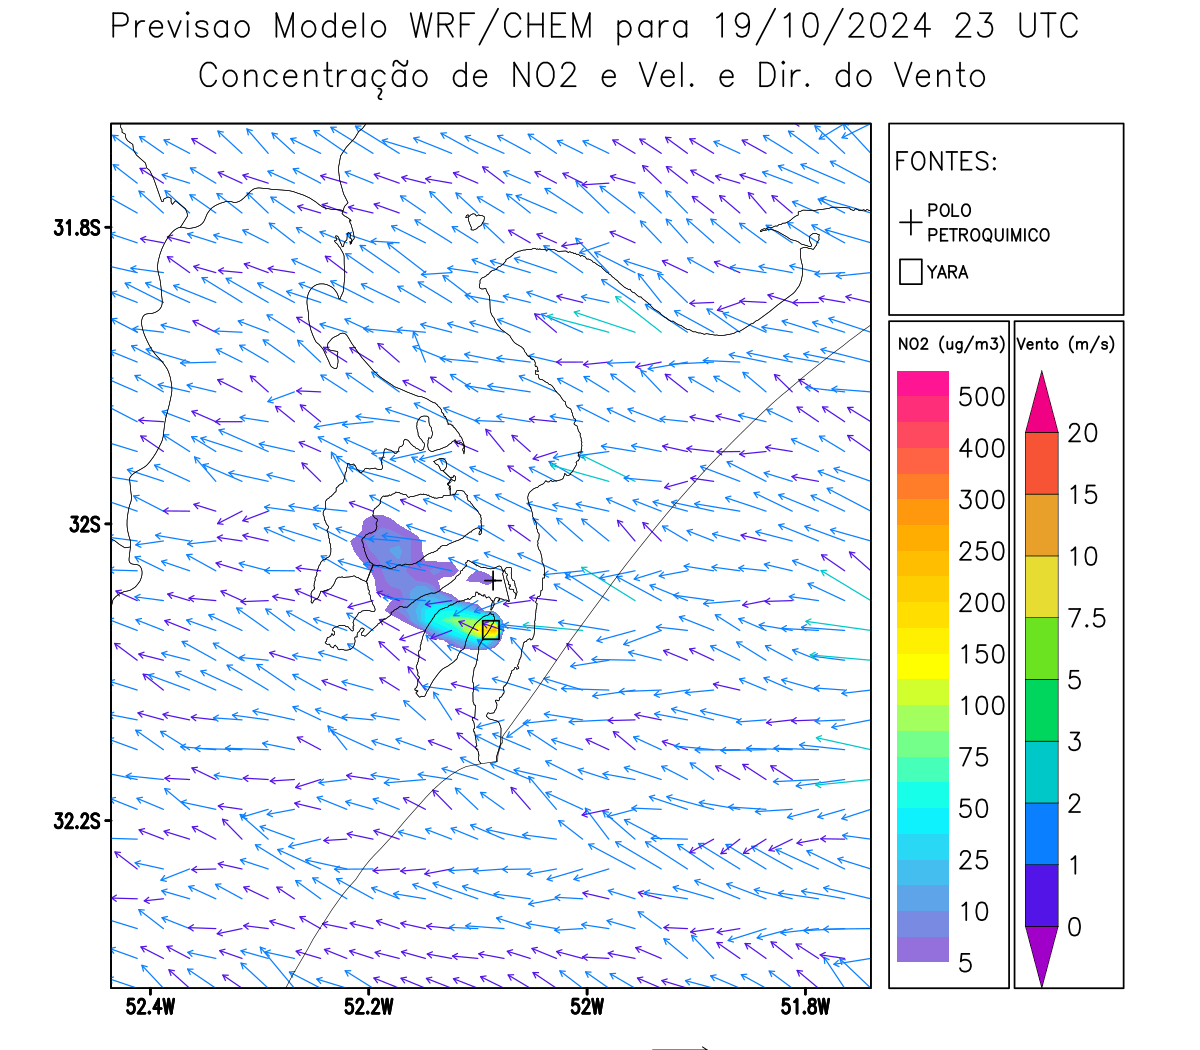 Previsao Modelo WRF/CHEM para 19/10/2024 23 UTC
Concentração de NO2 e Vel. e Dir. do Vento
FONTES:
POLO
PETROQUIMICO
YARA
NO2 (ug/m3)
500
400
300
250
200
150
100
75
50
25
10
5
Vento (m/s)
20
15
10
7.5
5
3
2
1
0
31.8S
32S
32.2S
52.4W
52.2W
52W
51.8W